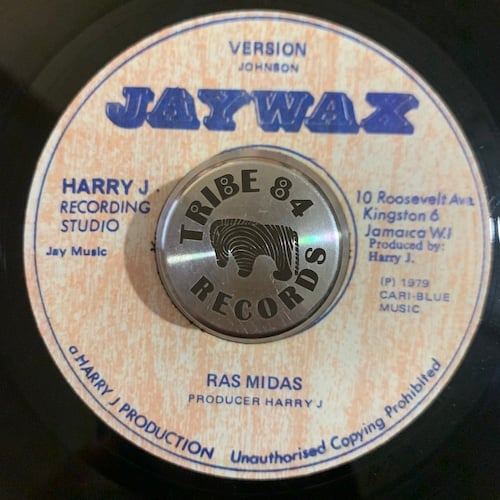 VERSION
JOHNSON
JAYWAX
HARRY J
RECORDING
STUDIO
Jay Music
TRIBE 84
RECORDS
10 Roosevelt Ave.
Kingston 6
Jamaica W.I
Produced by:
Harry J.
(P) 1979
CARI-BLUE
MUSIC
RAS MIDAS
PRODUCER HARRY J
a HARRY J PRODUCTION
Unauthorised Copying Prohibited